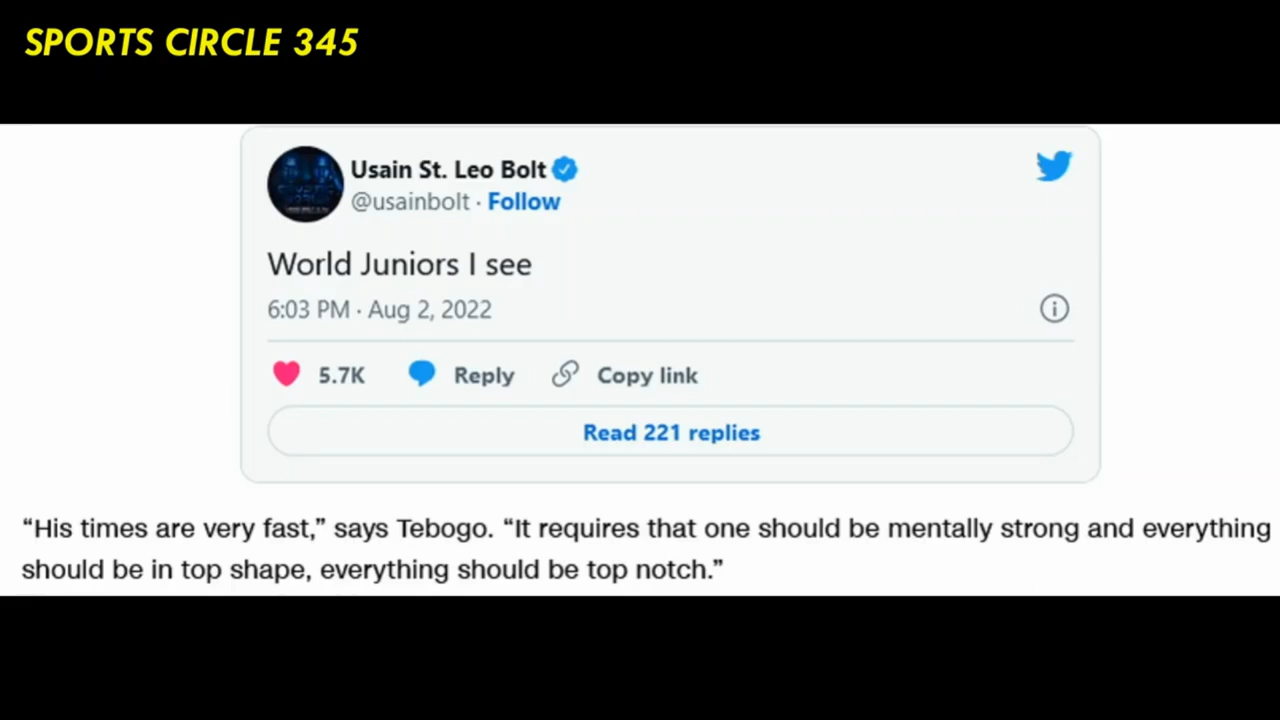 SPORTS CIRCLE 345
Usain St. Leo Bolt
@usainbolt · Follow
World Juniors I see
6:03 PM · Aug 2, 2022
5.7K Reply Copy link
Read 221 replies
“His times are very fast,” says Tebogo. “It requires that one should be mentally strong and everything
should be in top shape, everything should be top notch.”